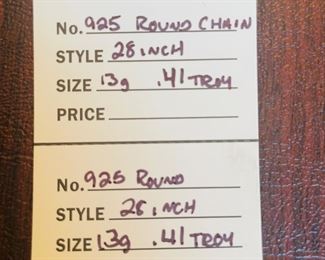 No. 925 ROUND CHAIN
STYLE 28 INCH
SIZE 13g .41 TROY
PRICE
No. 925 ROUND
STYLE 28 INCH
SIZE 13g .41 TROY